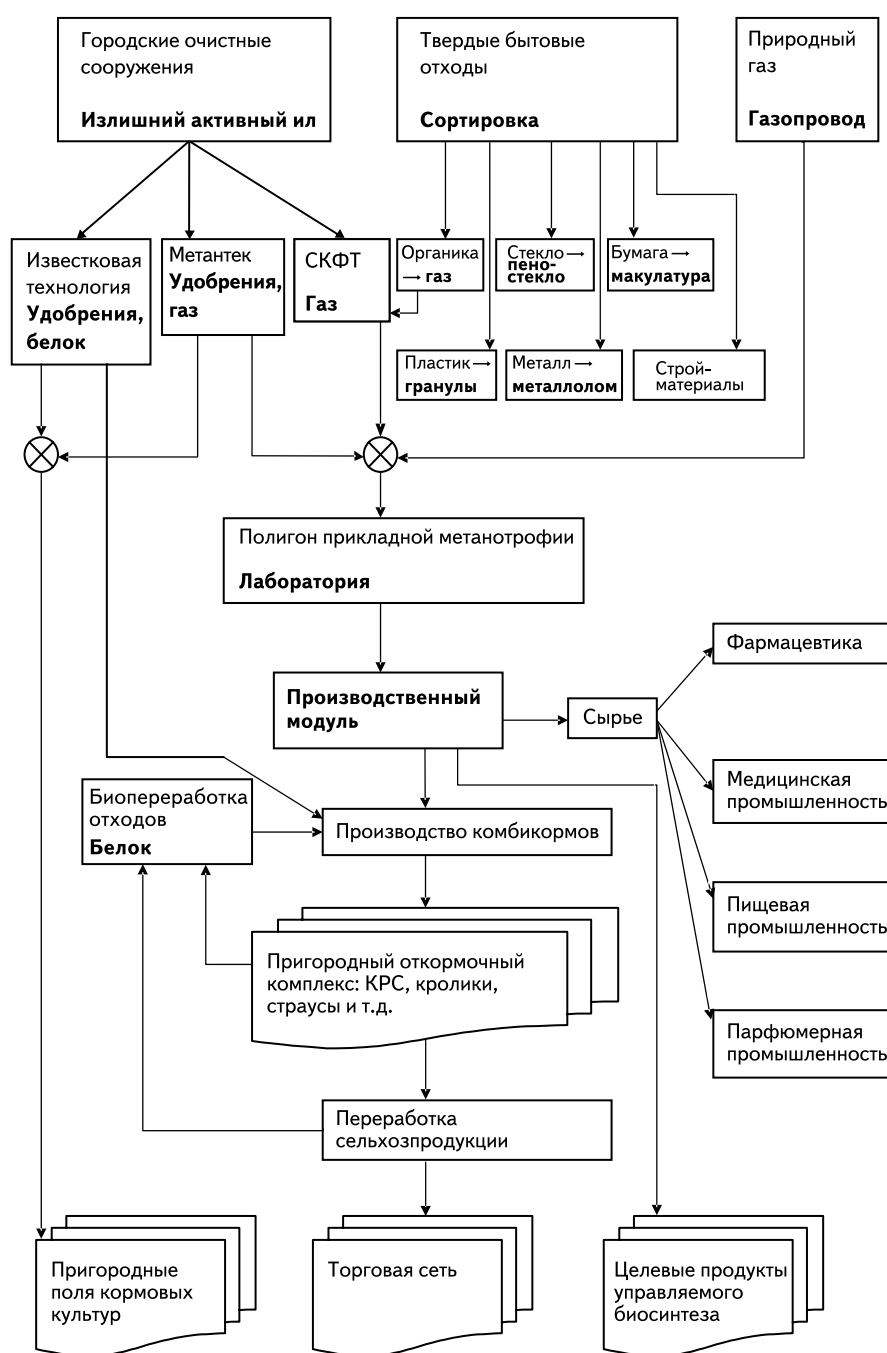 Городские очистные
сооружения
Излишний активный ил
Твердые бытовые
отходы
Сортировка
Природный
газ
Газопровод
Известковая
технология
Удобрения,
белок
Метантек
Удобрения,
газ
СКФТ
Газ
Органика
→ газ
Стекло →
пено-
стекло
Бумага →
макулатура
Пластик →
гранулы
Металл →
металлолом
Строй-
материалы
Полигон прикладной метанотрофии
Лаборатория
Производственный
модуль
Сырье
Фармацевтика
Медицинская
промышленность
Пищевая
промышленность
Парфюмерная
промышленность
Биопереработка
отходов
Белок
Производство комбикормов
Пригородный откормочный
комплекс: КРС, кролики,
страусы и т.д.
Переработка
сельхозпродукции
Пригородные
поля кормовых
культур
Торговая сеть
Целевые продукты
управляемого
биосинтеза